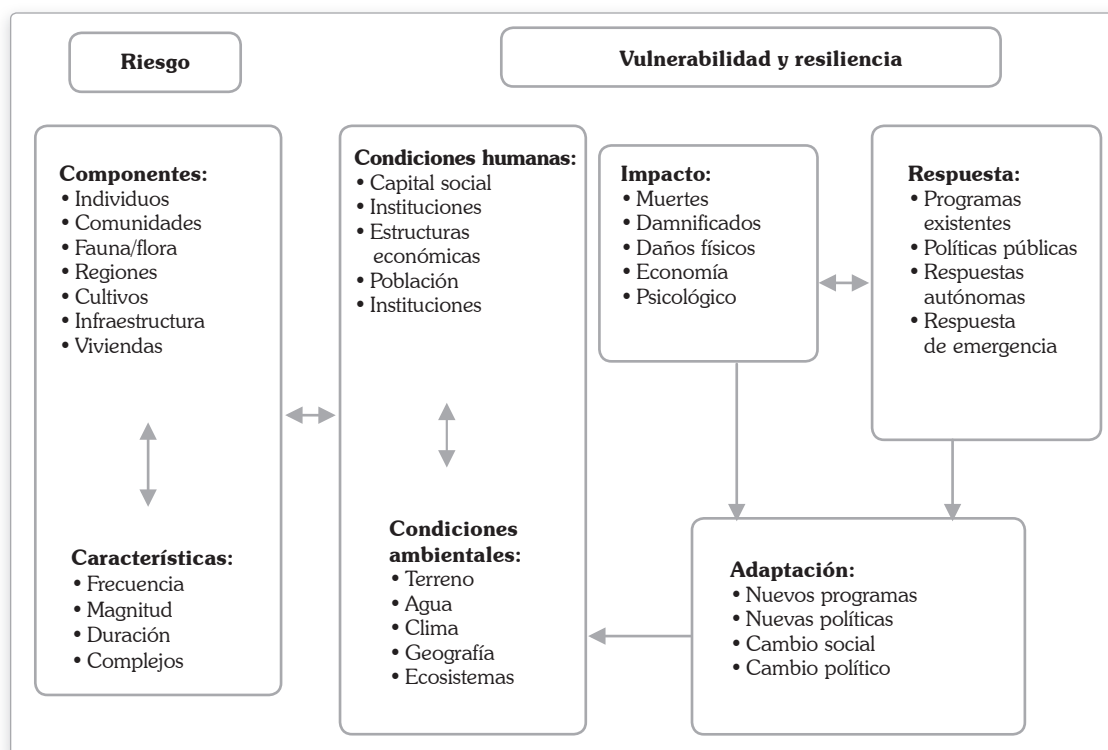 Riesgo
Vulnerabilidad y resiliencia
Componentes:
• Individuos
• Comunidades
• Fauna/flora
• Regiones
• Cultivos
• Infraestructura
• Viviendas
Características:
• Frecuencia
• Magnitud
• Duración
• Complejos
Condiciones humanas:
• Capital social
• Instituciones
• Estructuras
económicas
• Población
• Instituciones
Condiciones
ambientales:
• Terreno
• Agua
• Clima
• Geografía
• Ecosistemas
Impacto:
• Muertes
• Damnificados
• Daños físicos
• Economía
• Psicológico
Respuesta:
• Programas
existentes
• Políticas públicas
• Respuestas
autónomas
• Respuesta
de emergencia
Adaptación:
• Nuevos programas
• Nuevas políticas
• Cambio social
• Cambio político